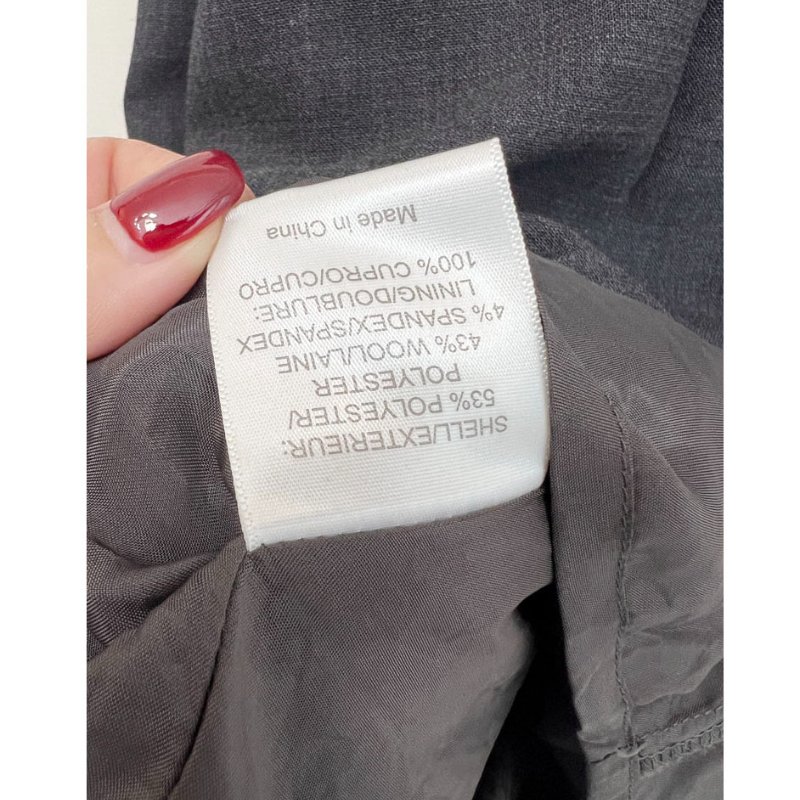 SHELL/EXTERIEUR:
53% POLYESTER/
POLYESTER
43% WOOL/LAINE
4% SPANDEX/SPANDEX
LINING/DOUBLURE:
100% CUPRO/CUPRO
Made in China